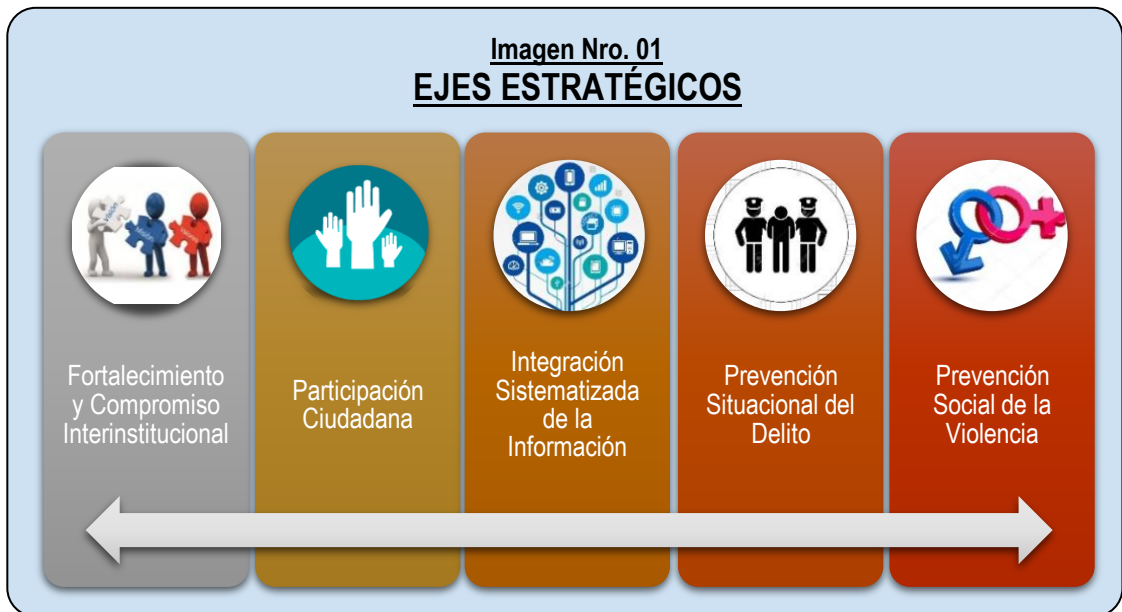 Imagen Nro. 01
EJES ESTRATÉGICOS
Fortalecimiento
y Compromiso
Interinstitucional
Participación
Ciudadana
Integración
Sistematizada
de la
Información
Prevención
Situacional del
Delito
Prevención
Social de la
Violencia